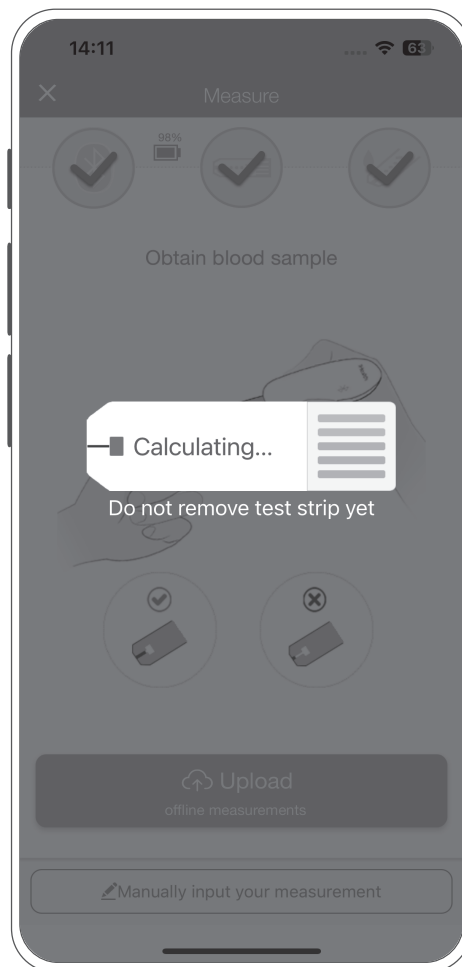 14:11
63
Measure
98%
Obtain blood sample
Calculating...
Do not remove test strip yet
Upload
offline measurements
Manually input your measurement